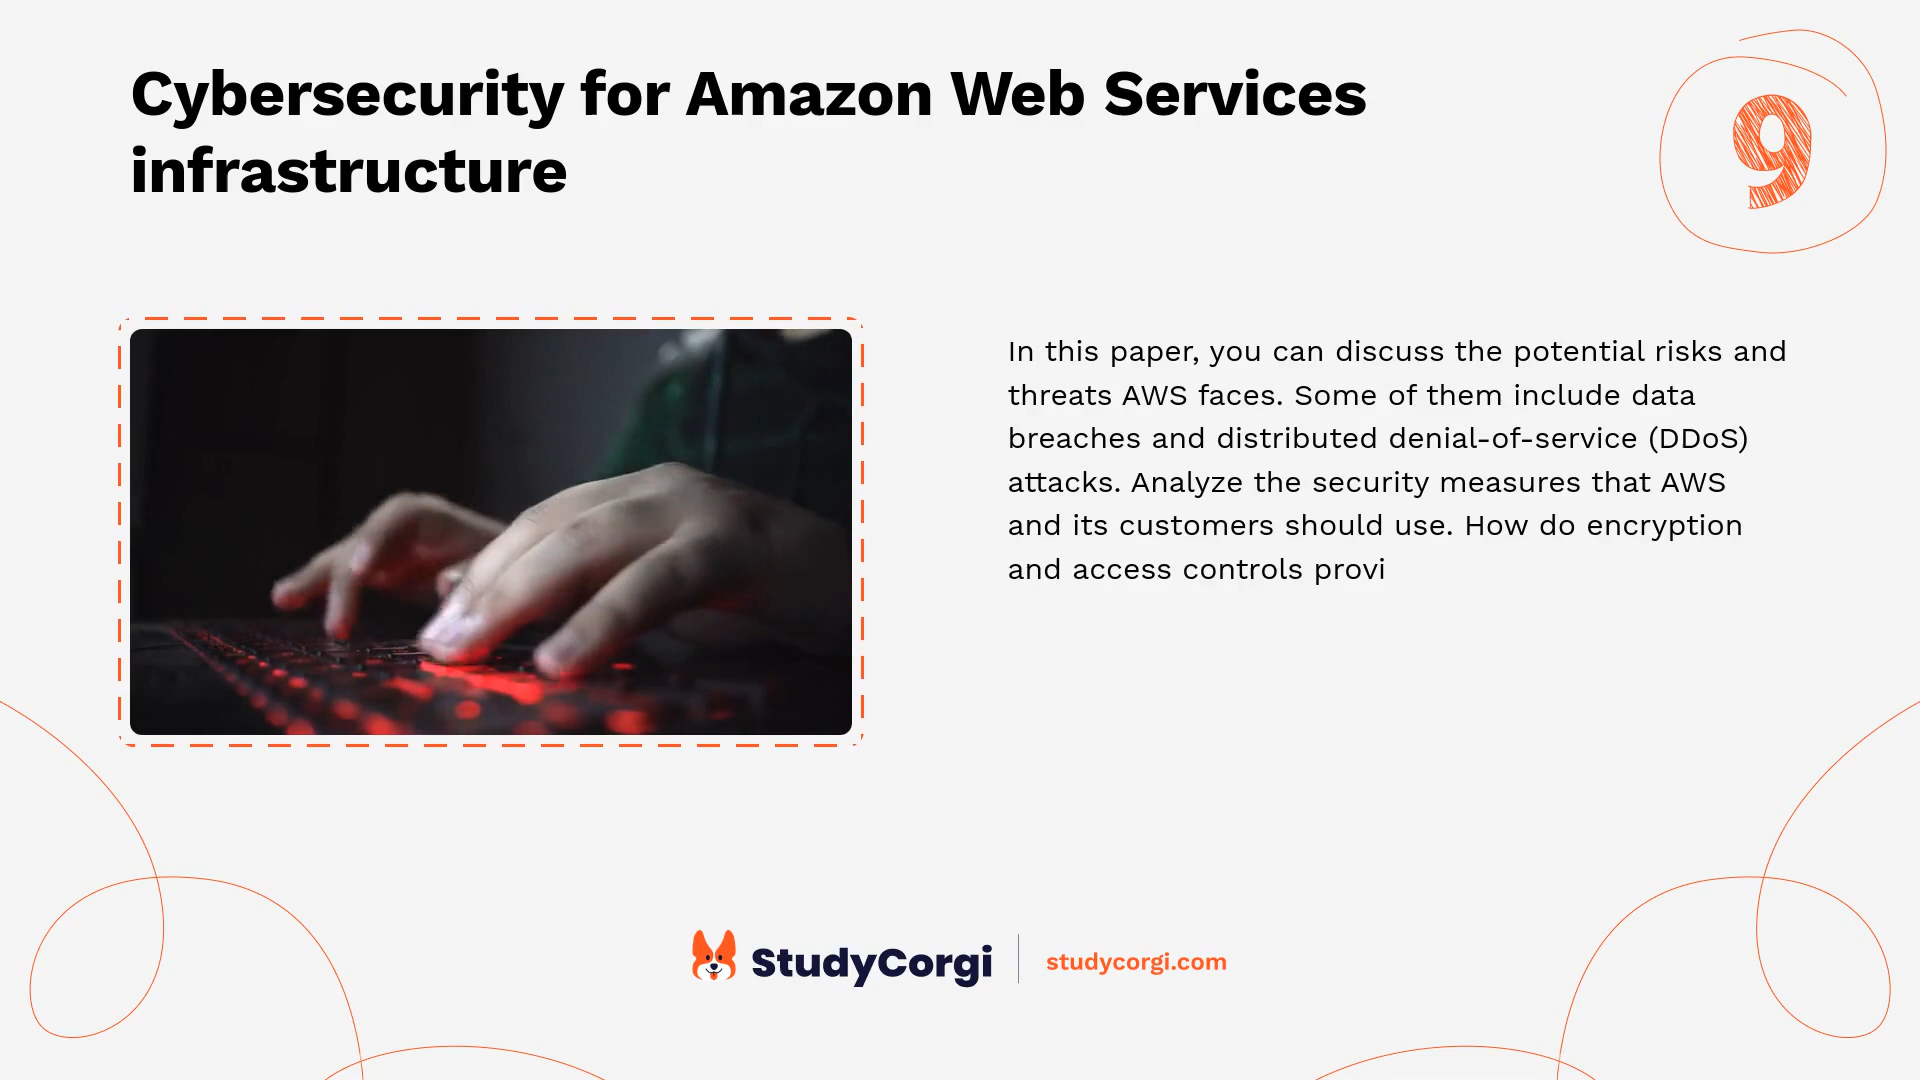 Cybersecurity for Amazon Web Services
infrastructure
9
In this paper, you can discuss the potential risks and
threats AWS faces. Some of them include data
breaches and distributed denial-of-service (DDoS)
attacks. Analyze the security measures that AWS
and its customers should use. How do encryption
and access controls provi
StudyCorgi
studycorgi.com